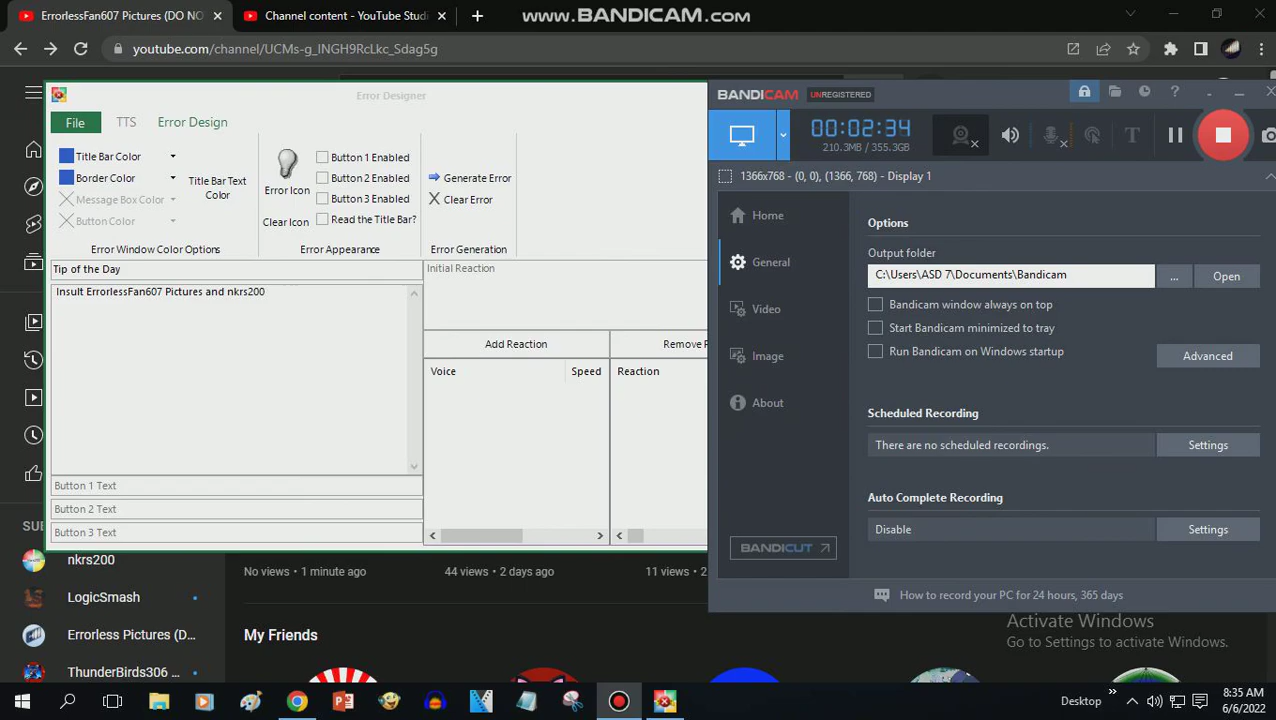 ErrorlessFan607 Pictures (DO NO
Channel content - YouTube Studi
www.BANDICAM.com
youtube.com/channel/UCMs-g_INGH9RcLkc_Sdag5g
Error Designer
File
TTS
Error Design
Title Bar Color
Border Color
Message Box Color
Button Color
Title Bar Text
Color
Error Window Color Options
Error Icon
Clear Icon
Button 1 Enabled
Button 2 Enabled
Button 3 Enabled
Read the Title Bar?
Error Appearance
Generate Error
Clear Error
Error Generation
Tip of the Day
Insult ErrorlessFan607 Pictures and nkrs200
Button 1 Text
Button 2 Text
Button 3 Text
Initial Reaction
Add Reaction
Remove
Voice
Speed
Reaction
BANDICAM
UNREGISTERED
00:02:34
210.3MB / 355.3GB
1366x768 - (0, 0), (1366, 768) - Display 1
Home
General
Video
Image
About
BANDICUT
Options
Output folder
C:\Users\ASD 7\Documents\Bandicam
...
Open
Bandicam window always on top
Start Bandicam minimized to tray
Run Bandicam on Windows startup
Advanced
Scheduled Recording
There are no scheduled recordings.
Settings
Auto Complete Recording
Disable
Settings
How to record your PC for 24 hours, 365 days
nkrs200
LogicSmash
Errorless Pictures (D...
ThunderBirds306 ...
No views • 1 minute ago
44 views • 2 days ago
11 views • 2
My Friends
Activate Windows
Go to Settings to activate Windows.
Desktop
8:35 AM
6/6/2022